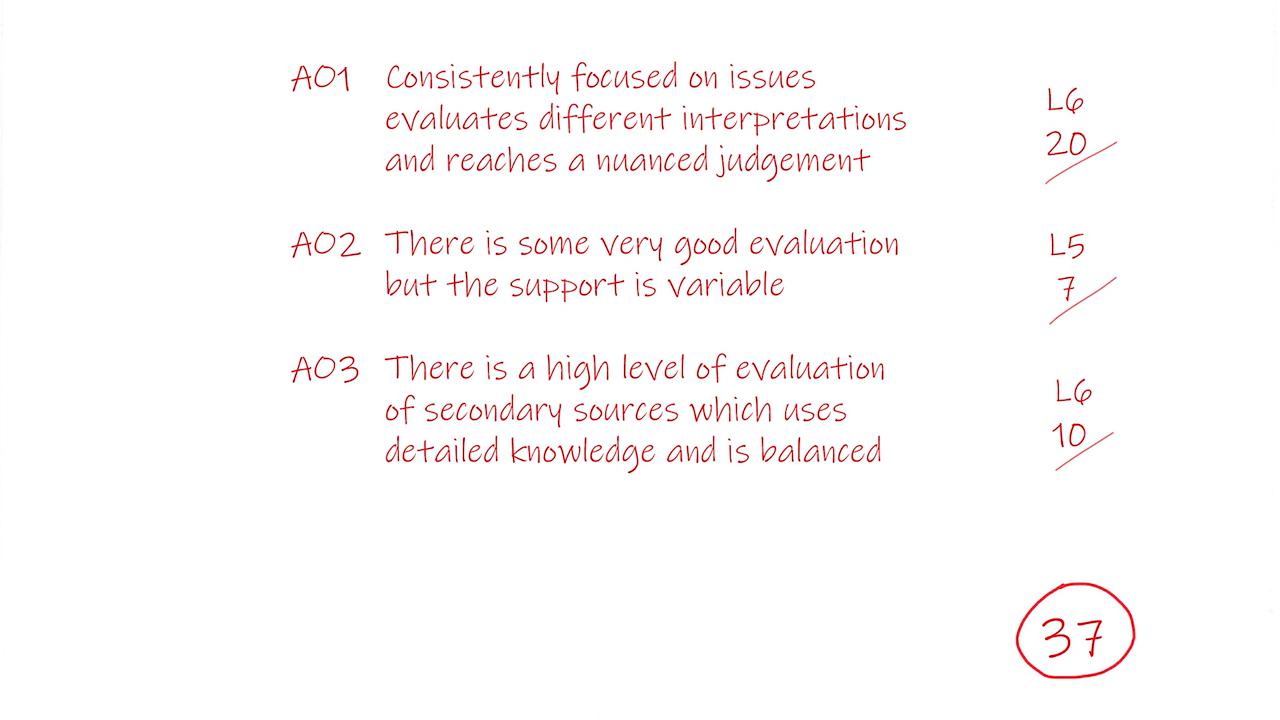 AO1 Consistently focused on issues
evaluates different interpretations
and reaches a nuanced judgement
L6
20
AO2 There is some very good evaluation
but the support is variable
L5
7
AO3 There is a high level of evaluation
of secondary sources which uses
detailed knowledge and is balanced
L6
10
37